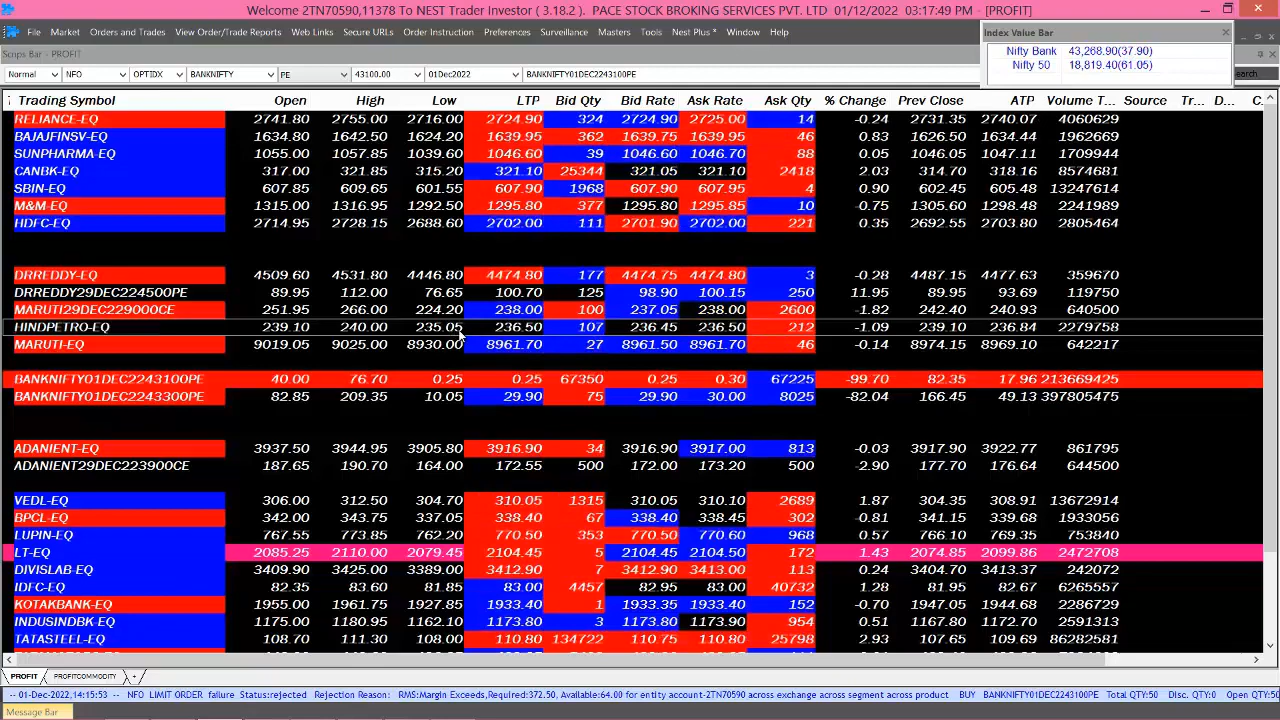 Welcome 2TN70590,11378 To NEST Trader Investor ( 3.18.2 ). PACE STOCK BROKING SERVICES PVT. LTD 01/12/2022 03:17:49 PM - [PROFIT]
File Market Orders and Trades View Order/Trade Reports Web Links Secure URLs Order Instruction Preferences Surveillance Masters Tools Nest Plus Window Help
Index Value Bar
Nifty Bank 43,268.90(37.90)
Nifty 50 18,819.40(61.05)
Scrips Bar - PROFIT
Normal NFO OPTIDX BANKNIFTY PE 43100.00 01Dec2022 BANKNIFTY01DEC2243100PE
Trading Symbol Open High Low LTP Bid Qty Bid Rate Ask Rate Ask Qty % Change Prev Close ATP Volume T... Source Tr... D... C...
RELIANCE-EQ 2741.80 2755.00 2716.00 2724.90 324 2724.90 2725.00 14 -0.24 2731.35 2740.07 4060629
BAJAJFINSV-EQ 1634.80 1642.50 1624.20 1639.95 362 1639.75 1639.95 46 0.83 1626.50 1634.44 1962669
SUNPHARMA-EQ 1055.00 1057.85 1039.60 1046.60 39 1046.60 1046.70 88 0.05 1046.05 1047.11 1709944
CANBK-EQ 317.00 321.85 315.20 321.10 25344 321.05 321.10 2418 2.03 314.70 318.16 8574681
SBIN-EQ 607.85 609.65 601.55 607.90 1968 607.90 607.95 4 0.90 602.45 605.48 13247614
M&M-EQ 1315.00 1316.95 1292.50 1295.80 377 1295.80 1295.85 10 -0.75 1305.60 1298.48 2241989
HDFC-EQ 2714.95 2728.15 2688.60 2702.00 111 2701.90 2702.00 221 0.35 2692.55 2703.80 2805464
DRREDDY-EQ 4509.60 4531.80 4446.80 4474.80 177 4474.75 4474.80 3 -0.28 4487.15 4477.63 359670
DRREDDY29DEC224500PE 89.95 112.00 76.65 100.70 125 98.90 100.15 250 11.95 89.95 93.69 119750
MARUTI29DEC229000CE 251.95 266.00 224.20 238.00 100 237.05 238.00 2600 -1.82 242.40 240.93 640500
HINDPETRO-EQ 239.10 240.00 235.05 236.50 107 236.45 236.50 212 -1.09 239.10 236.84 2279758
MARUTI-EQ 9019.05 9025.00 8930.00 8961.70 27 8961.50 8961.70 46 -0.14 8974.15 8969.10 642217
BANKNIFTY01DEC2243100PE 40.00 76.70 0.25 0.25 67350 0.25 0.30 67225 -99.70 82.35 17.96 213669425
BANKNIFTY01DEC2243300PE 82.85 209.35 10.05 29.90 75 29.90 30.00 8025 -82.04 166.45 49.13 397805475
ADANIENT-EQ 3937.50 3944.95 3905.80 3916.90 34 3916.90 3917.00 813 -0.03 3917.90 3922.77 861795
ADANIENT29DEC223900CE 187.65 190.70 164.00 172.55 500 172.00 173.20 500 -2.90 177.70 176.64 644500
VEDL-EQ 306.00 312.50 304.70 310.05 1315 310.05 310.10 2689 1.87 304.35 308.91 13672914
BPCL-EQ 342.00 343.75 337.05 338.40 67 338.40 338.45 302 -0.81 341.15 339.68 1933056
LUPIN-EQ 767.55 773.85 762.20 770.50 353 770.50 770.60 968 0.57 766.10 769.35 753840
LT-EQ 2085.25 2110.00 2079.45 2104.45 5 2104.45 2104.50 172 1.43 2074.85 2099.86 2472708
DIVISLAB-EQ 3409.90 3425.00 3389.00 3412.90 7 3412.90 3413.00 113 0.24 3404.70 3413.37 242072
IDFC-EQ 82.35 83.60 81.85 83.00 4457 82.95 83.00 40732 1.28 81.95 82.67 6265557
KOTAKBANK-EQ 1955.00 1961.75 1927.85 1933.40 1 1933.35 1933.40 152 -0.70 1947.05 1944.68 2286729
INDUSINDBK-EQ 1175.00 1180.95 1162.10 1173.80 3 1173.80 1173.90 954 0.51 1167.80 1172.70 2591313
TATASTEEL-EQ 108.70 111.30 108.00 110.80 134722 110.75 110.80 25798 2.93 107.65 109.69 86282581
PROFIT PROFITCOMMODITY +
-- 01-Dec-2022,14:15:53 -- NFO LIMIT ORDER failure Status:rejected Rejection Reason: RMS:Margin Exceeds,Required:372.50, Available:64.00 for entity account-2TN70590 across exchange across segment across product BUY BANKNIFTY01DEC2243100PE Total QTY:50 Disc. QTY:0 Open QTY:50
Message Bar